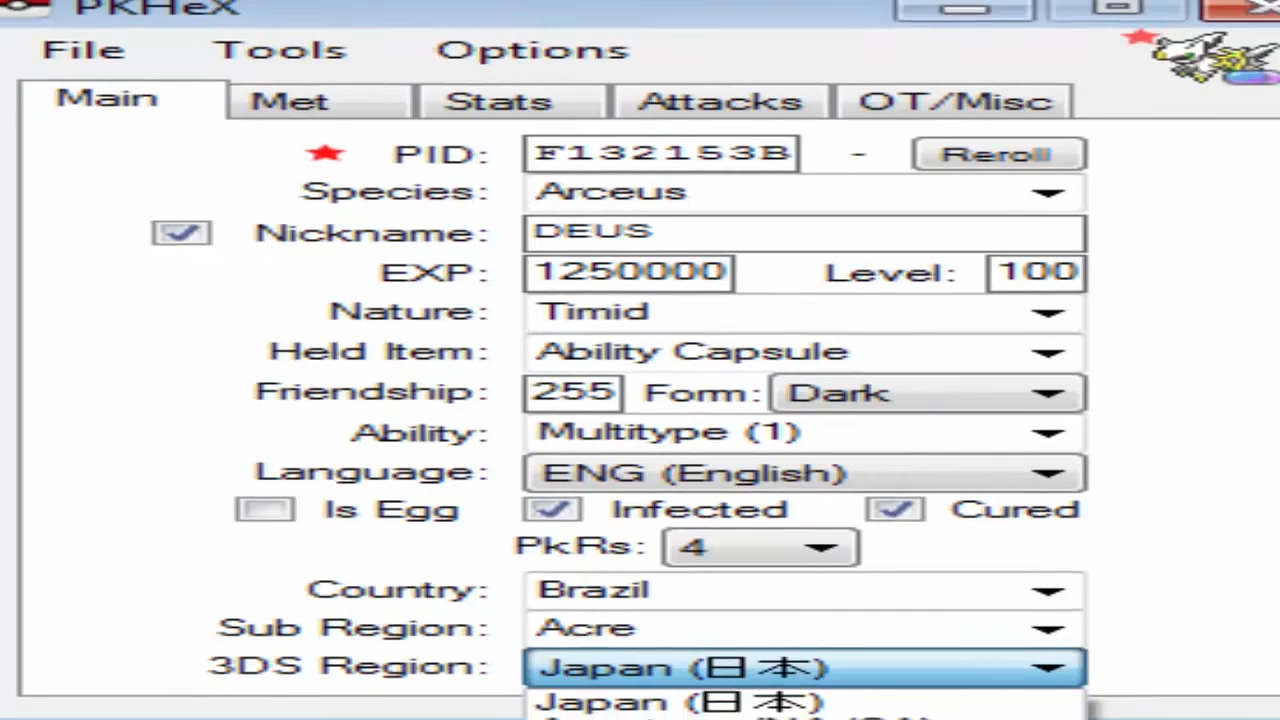 PKHeX
File Tools Options
Main Met Stats Attacks OT/Misc
PID: F132153B - Reroll
Species: Arceus
Nickname: DEUS
EXP: 1250000 Level: 100
Nature: Timid
Held Item: Ability Capsule
Friendship: 255 Form: Dark
Ability: Multitype (1)
Language: ENG (English)
Is Egg Infected Cured
PkRs: 4
Country: Brazil
Sub Region: Acre
3DS Region: Japan (日本)
Japan (日本)